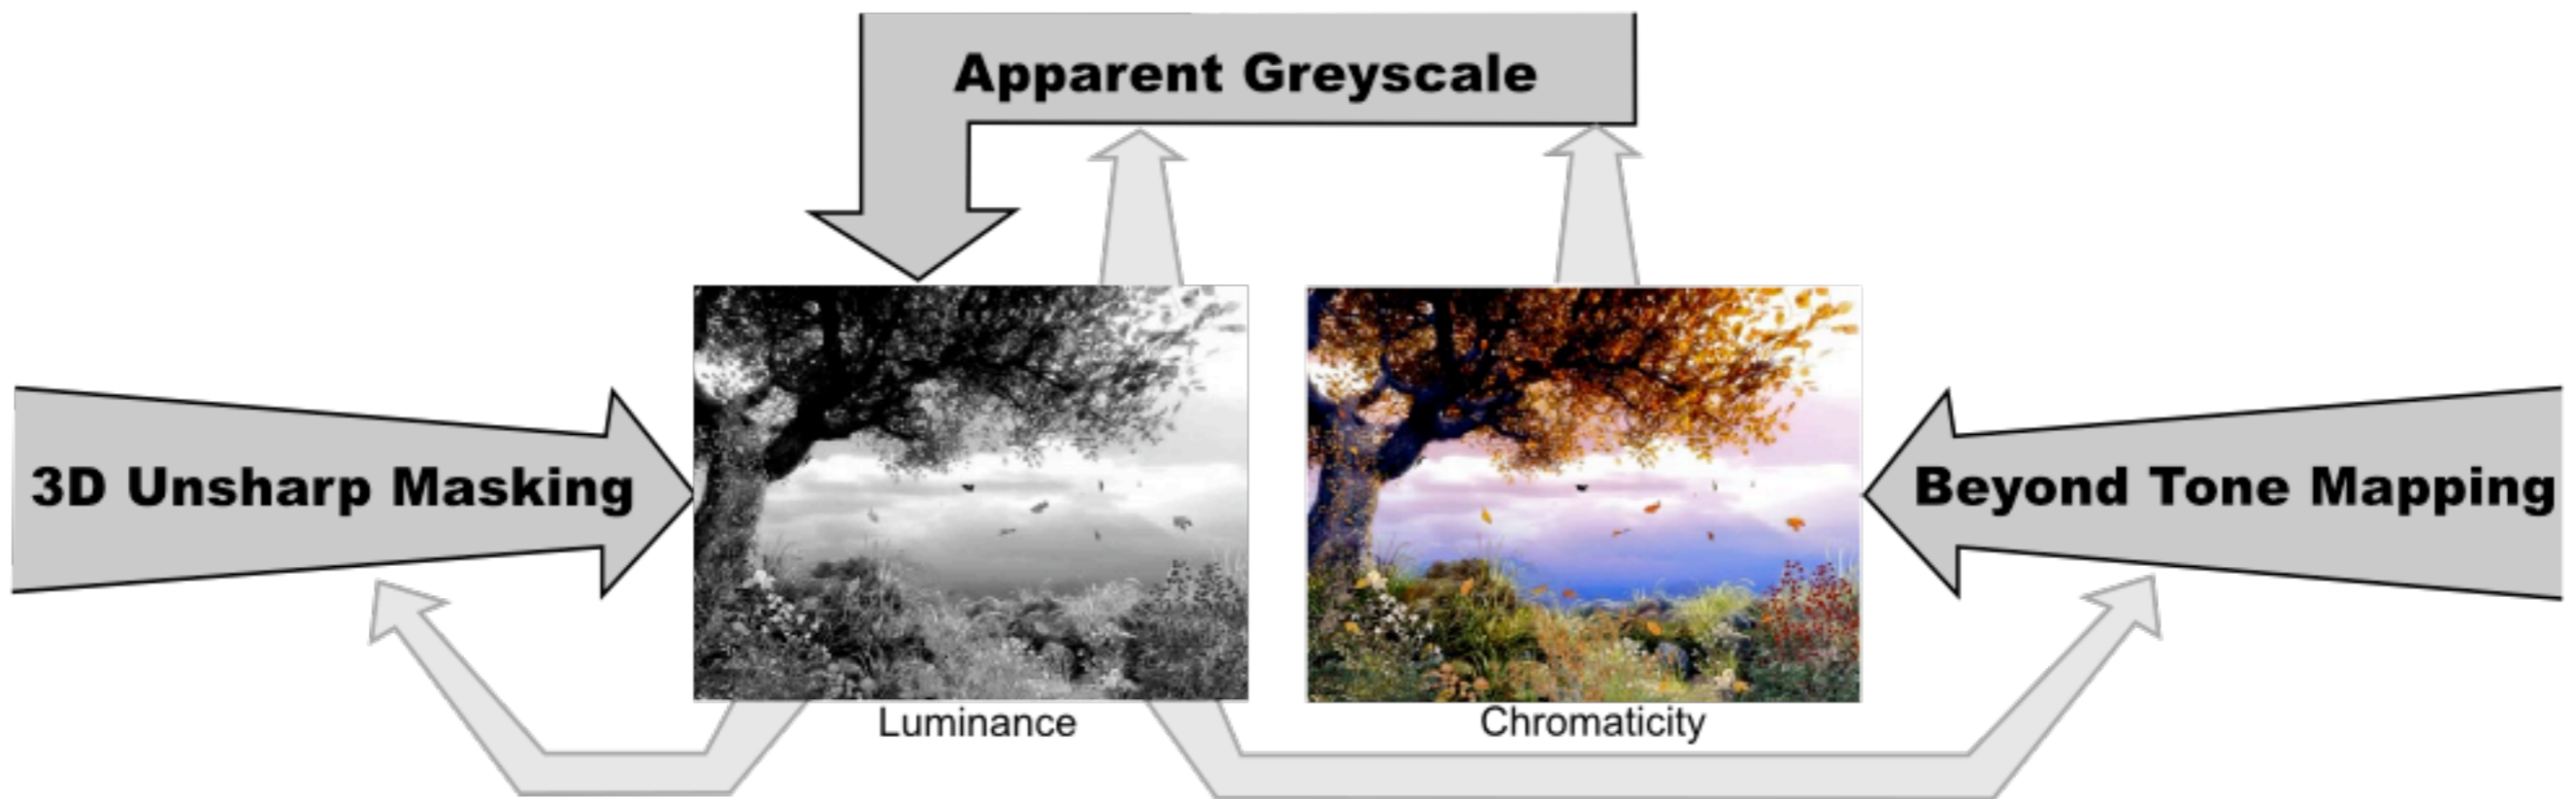 Apparent Greyscale
3D Unsharp Masking
Beyond Tone Mapping
Luminance
Chromaticity